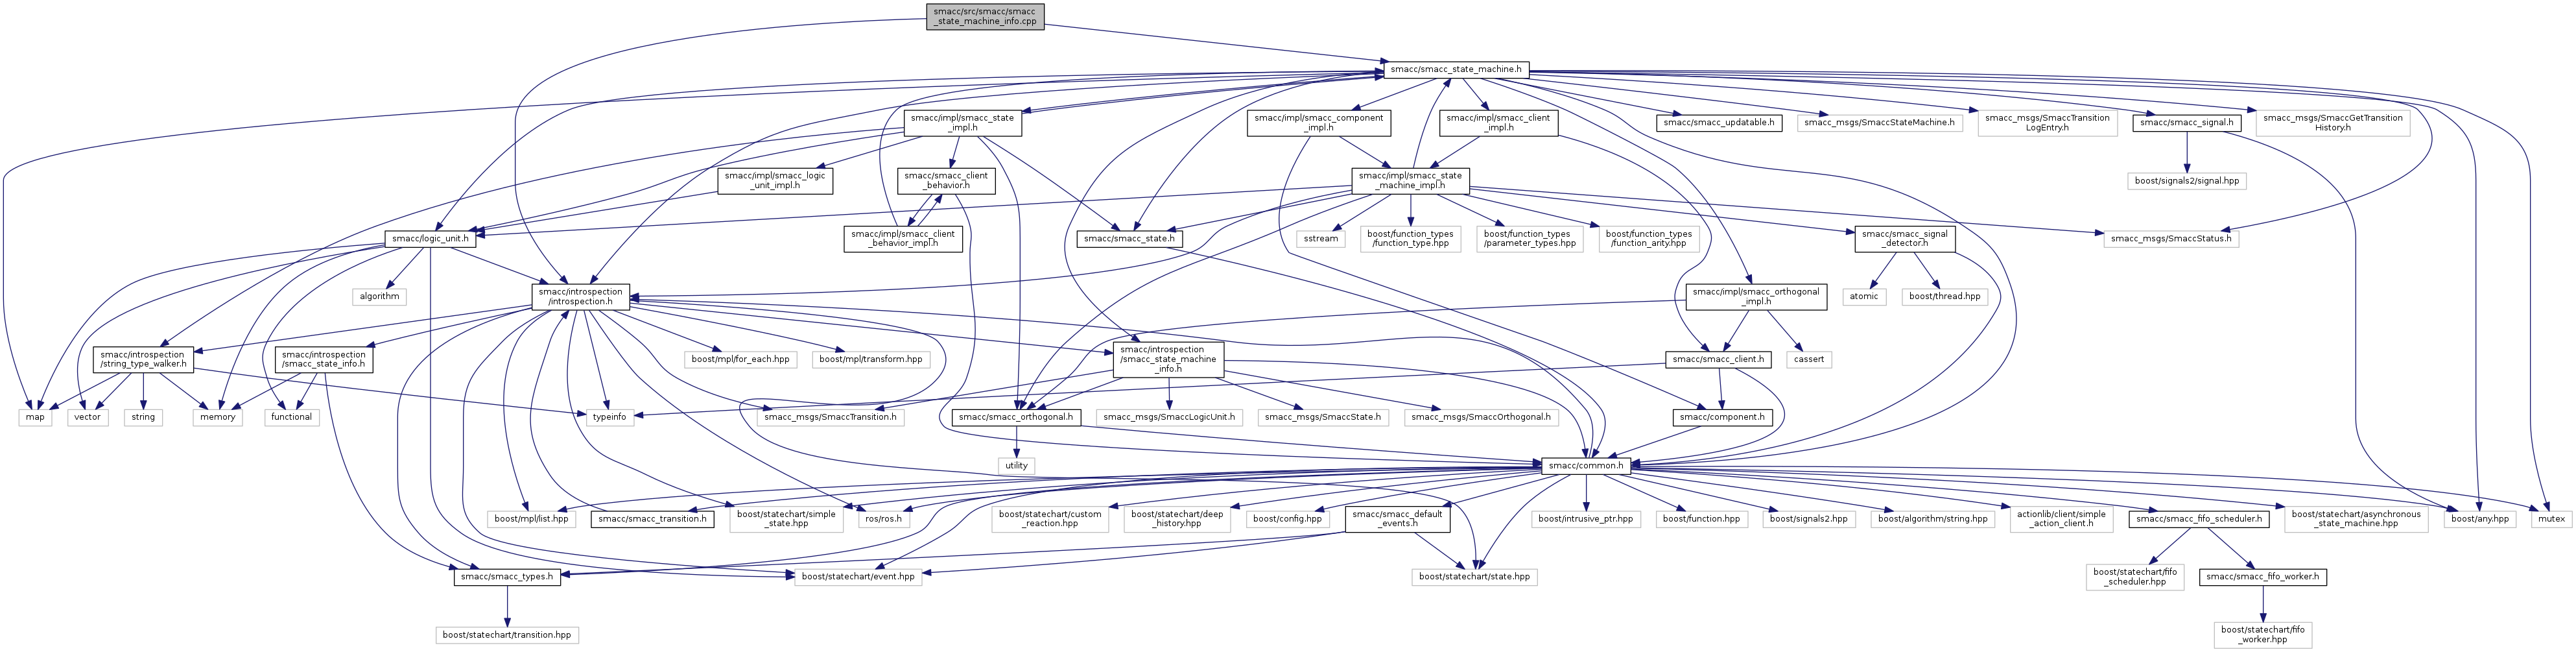 smacc/src/smacc/smacc
_state_machine_info.cpp
smacc/smacc_state_machine.h
smacc/impl/smacc_state
_impl.h
smacc/impl/smacc_component
_impl.h
smacc/impl/smacc_client
_impl.h
smacc/smacc_updatable.h
smacc_msgs/SmaccStateMachine.h
smacc_msgs/SmaccTransition
LogEntry.h
smacc/smacc_signal.h
smacc_msgs/SmaccGetTransition
History.h
smacc/impl/smacc_logic
_unit_impl.h
smacc/smacc_client
_behavior.h
smacc/impl/smacc_state
_machine_impl.h
boost/signals2/signal.hpp
smacc/logic_unit.h
smacc/impl/smacc_client
_behavior_impl.h
smacc/smacc_state.h
sstream
boost/function_types
/function_type.hpp
boost/function_types
/parameter_types.hpp
boost/function_types
/function_arity.hpp
smacc/smacc_signal
_detector.h
smacc_msgs/SmaccStatus.h
algorithm
smacc/introspection
/introspection.h
smacc/impl/smacc_orthogonal
_impl.h
atomic
boost/thread.hpp
smacc/introspection
/string_type_walker.h
smacc/introspection
/smacc_state_info.h
boost/mpl/for_each.hpp
boost/mpl/transform.hpp
smacc/introspection
/smacc_state_machine
_info.h
smacc/smacc_client.h
cassert
map
vector
string
memory
functional
typeinfo
smacc_msgs/SmaccTransition.h
smacc/smacc_orthogonal.h
smacc_msgs/SmaccLogicUnit.h
smacc_msgs/SmaccState.h
smacc_msgs/SmaccOrthogonal.h
smacc/component.h
utility
smacc/common.h
boost/mpl/list.hpp
smacc/smacc_transition.h
boost/statechart/simple
_state.hpp
ros/ros.h
boost/statechart/custom
_reaction.hpp
boost/statechart/deep
_history.hpp
boost/config.hpp
smacc/smacc_default
_events.h
boost/intrusive_ptr.hpp
boost/function.hpp
boost/signals2.hpp
boost/algorithm/string.hpp
actionlib/client/simple
_action_client.h
smacc/smacc_fifo_scheduler.h
boost/statechart/asynchronous
_state_machine.hpp
boost/any.hpp
mutex
smacc/smacc_types.h
boost/statechart/event.hpp
boost/statechart/state.hpp
boost/statechart/fifo
_scheduler.hpp
smacc/smacc_fifo_worker.h
boost/statechart/transition.hpp
boost/statechart/fifo
_worker.hpp